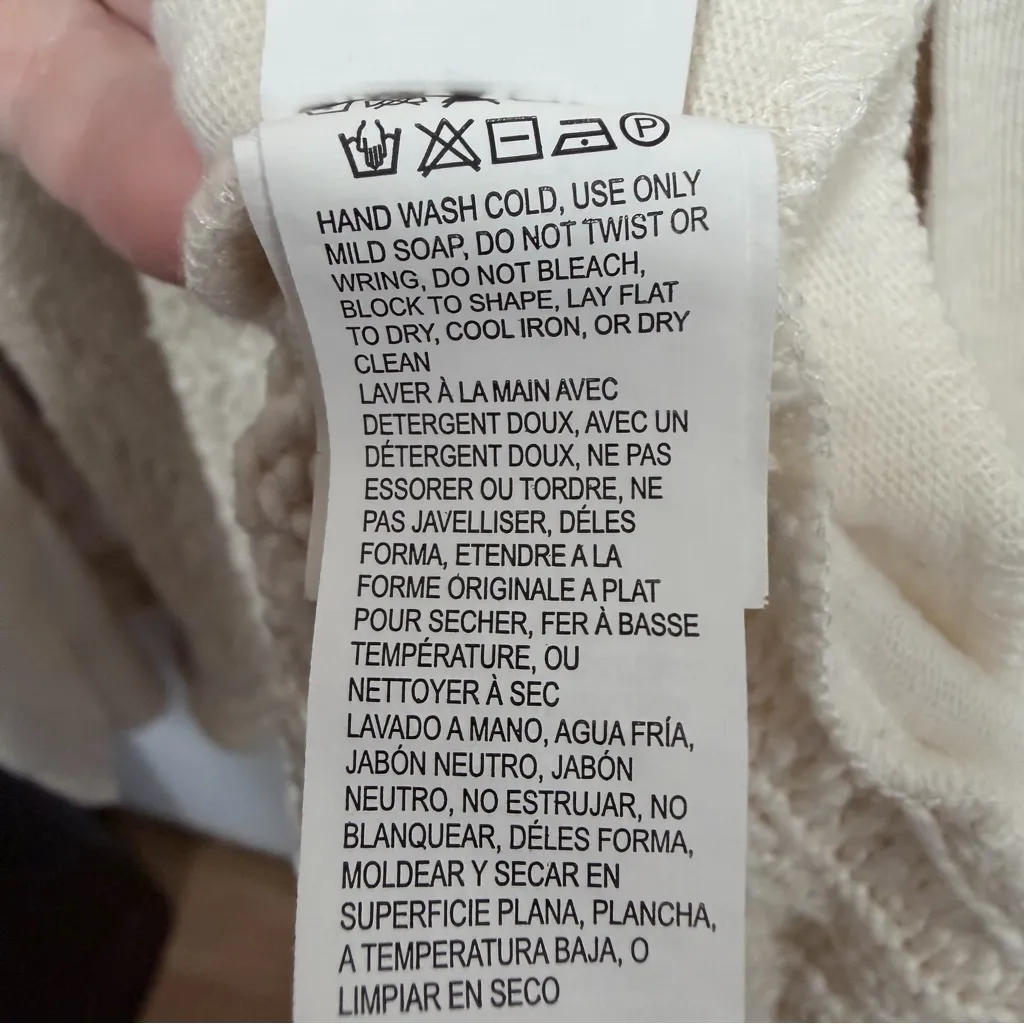 P
HAND WASH COLD, USE ONLY
MILD SOAP, DO NOT TWIST OR
WRING, DO NOT BLEACH,
BLOCK TO SHAPE, LAY FLAT
TO DRY, COOL IRON, OR DRY
CLEAN
LAVER À LA MAIN AVEC
DETERGENT DOUX, AVEC UN
DÉTERGENT DOUX, NE PAS
ESSORER OU TORDRE, NE
PAS JAVELLISER, DÉLES
FORMA, ETENDRE A LA
FORME ORIGINALE A PLAT
POUR SECHER, FER À BASSE
TEMPÉRATURE, OU
NETTOYER À SEC
LAVADO A MANO, AGUA FRÍA,
JABÓN NEUTRO, JABÓN
NEUTRO, NO ESTRUJAR, NO
BLANQUEAR, DÉLES FORMA,
MOLDEAR Y SECAR EN
SUPERFICIE PLANA, PLANCHA,
A TEMPERATURA BAJA, O
LIMPIAR EN SECO